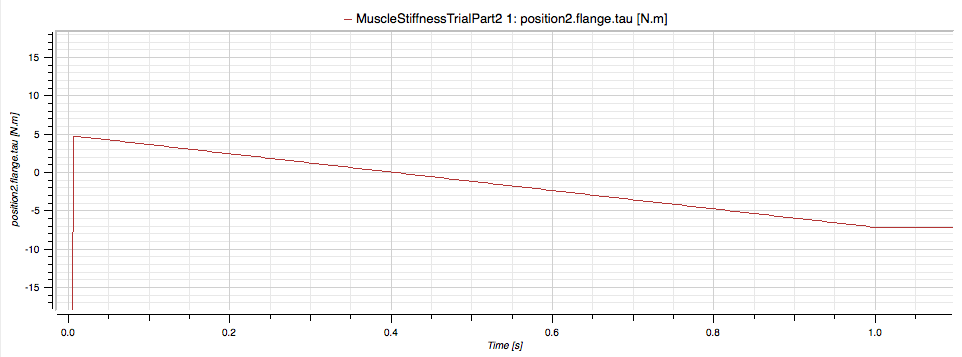 — MuscleStiffnessTrialPart2 1: position2.flange.tau [N.m]
position2.flange.tau [N.m]
15
10
5
0
-5
-10
-15
0.0 0.2 0.4 0.6 0.8 1.0
Time [s]